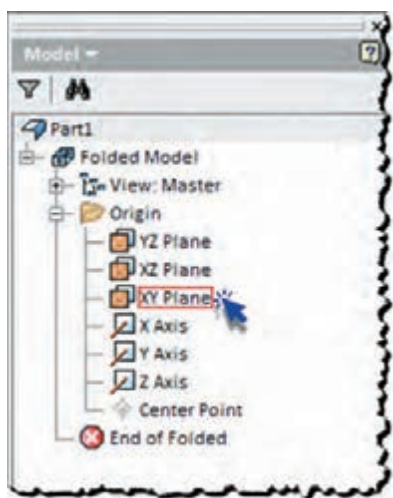 Model
Part1
Folded Model
View: Master
Origin
YZ Plane
XZ Plane
XY Plane
X Axis
Y Axis
Z Axis
Center Point
End of Folded